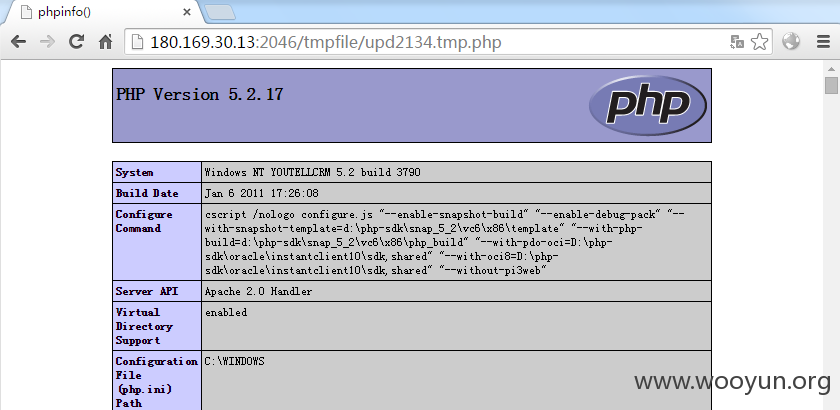 phpinfo()
180.169.30.13:2046/tmpfile/upd2134.tmp.php
PHP Version 5.2.17
php
System
Windows NT YOUTELLCRM 5.2 build 3790
Build Date
Jan 6 2011 17:26:08
Configure
Command
cscript /nologo configure.js "--enable-snapshot-build" "--enable-debug-pack" "--
with-snapshot-template=d:\php-sdk\snap_5_2\vc6\x86\template" "--with-php-
build=d:\php-sdk\snap_5_2\vc6\x86\php_build" "--with-pdo-oci=D:\php-
sdk\oracle\instantclient10\sdk,shared" "--with-oci8=D:\php-
sdk\oracle\instantclient10\sdk,shared" "--without-pi3web"
Server API
Apache 2.0 Handler
Virtual
Directory
Support
enabled
Configuration
File
(php.ini)
Path
C:\WINDOWS
www.wooyun.org